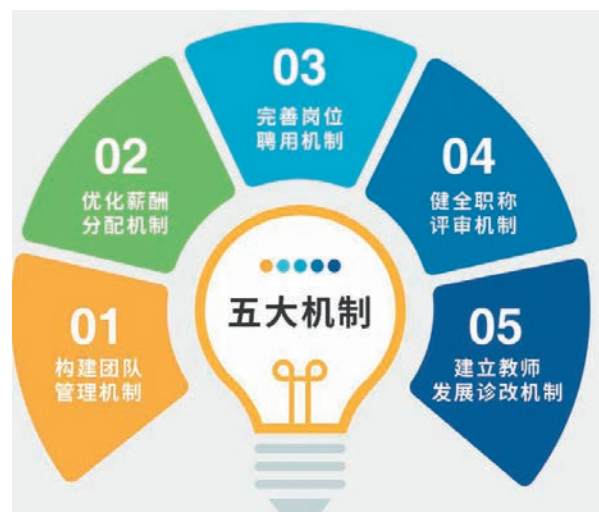 01
构建团队
管理机制
02
优化薪酬
分配机制
03
完善岗位
聘用机制
04
健全职称
评审机制
05
建立教师
发展诊改机制
五大机制